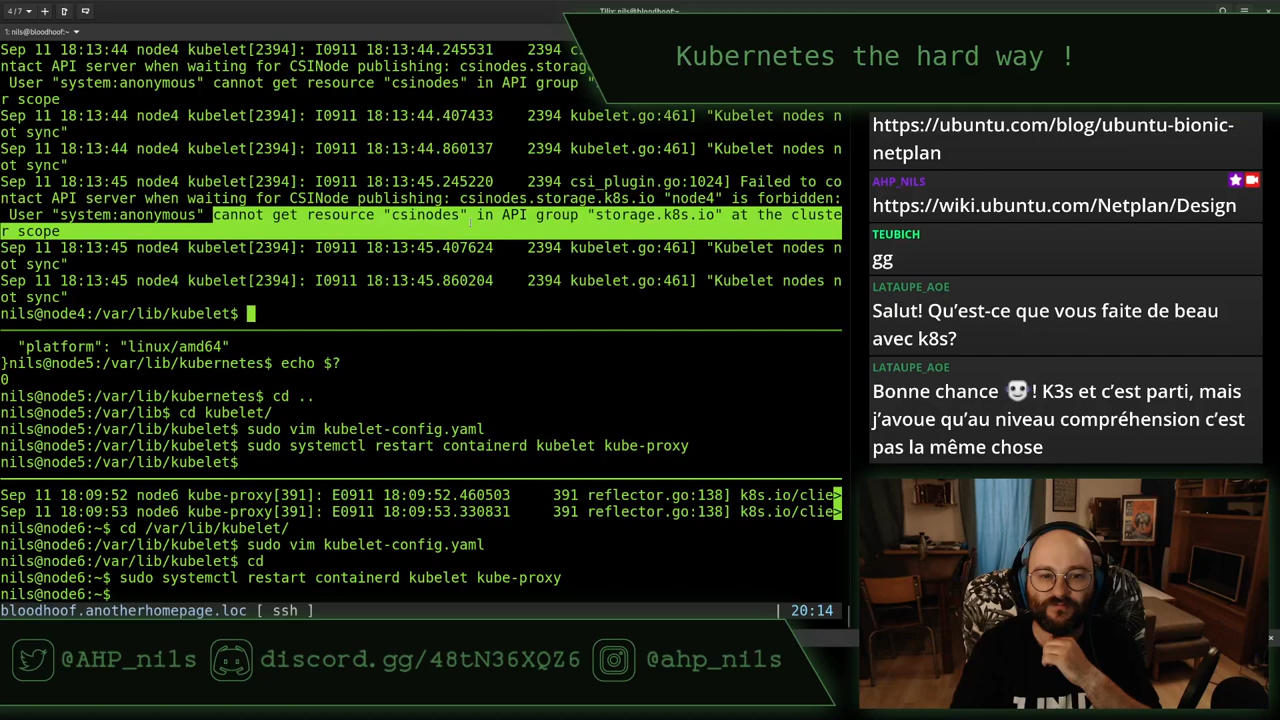 4/7
Tilix: nils@bloodhoof:~
1: nils@bloodhoof:~
Sep 11 18:13:44 node4 kubelet[2394]: I0911 18:13:44.245531 2394 cs
ntact API server when waiting for CSINode publishing: csinodes.storag
User "system:anonymous" cannot get resource "csinodes" in API group "
r scope
Sep 11 18:13:44 node4 kubelet[2394]: I0911 18:13:44.407433 2394 kubelet.go:461] "Kubelet nodes n
ot sync"
Sep 11 18:13:44 node4 kubelet[2394]: I0911 18:13:44.860137 2394 kubelet.go:461] "Kubelet nodes n
ot sync"
Sep 11 18:13:45 node4 kubelet[2394]: I0911 18:13:45.245220 2394 csi_plugin.go:1024] Failed to co
ntact API server when waiting for CSINode publishing: csinodes.storage.k8s.io "node4" is forbidden:
User "system:anonymous" cannot get resource "csinodes" in API group "storage.k8s.io" at the cluste
r scope
Sep 11 18:13:45 node4 kubelet[2394]: I0911 18:13:45.407624 2394 kubelet.go:461] "Kubelet nodes n
ot sync"
Sep 11 18:13:45 node4 kubelet[2394]: I0911 18:13:45.860204 2394 kubelet.go:461] "Kubelet nodes n
ot sync"
nils@node4:/var/lib/kubelet$
"platform": "linux/amd64"
}nils@node5:/var/lib/kubernetes$ echo $?
0
nils@node5:/var/lib/kubernetes$ cd ..
nils@node5:/var/lib$ cd kubelet/
nils@node5:/var/lib/kubelet$ sudo vim kubelet-config.yaml
nils@node5:/var/lib/kubelet$ sudo systemctl restart containerd kubelet kube-proxy
nils@node5:/var/lib/kubelet$
Sep 11 18:09:52 node6 kube-proxy[391]: E0911 18:09:52.460503 391 reflector.go:138] k8s.io/clie>
Sep 11 18:09:53 node6 kube-proxy[391]: E0911 18:09:53.330831 391 reflector.go:138] k8s.io/clie>
nils@node6:~$ cd /var/lib/kubelet/
nils@node6:/var/lib/kubelet$ sudo vim kubelet-config.yaml
nils@node6:/var/lib/kubelet$ cd
nils@node6:~$ sudo systemctl restart containerd kubelet kube-proxy
nils@node6:~$
bloodhoof.anotherhomepage.loc [ ssh ] | 20:14
Kubernetes the hard way !
https://ubuntu.com/blog/ubuntu-bionic-
netplan
AHP_NILS
https://wiki.ubuntu.com/Netplan/Design
TEUBICH
gg
LATAUPE_AOE
Salut! Qu’est-ce que vous faite de beau
avec k8s?
LATAUPE_AOE
Bonne chance ! K3s et c’est parti, mais
j’avoue qu’au niveau compréhension c’est
pas la même chose
@AHP_nils discord.gg/48tN36XQZ6 @ahp_nils